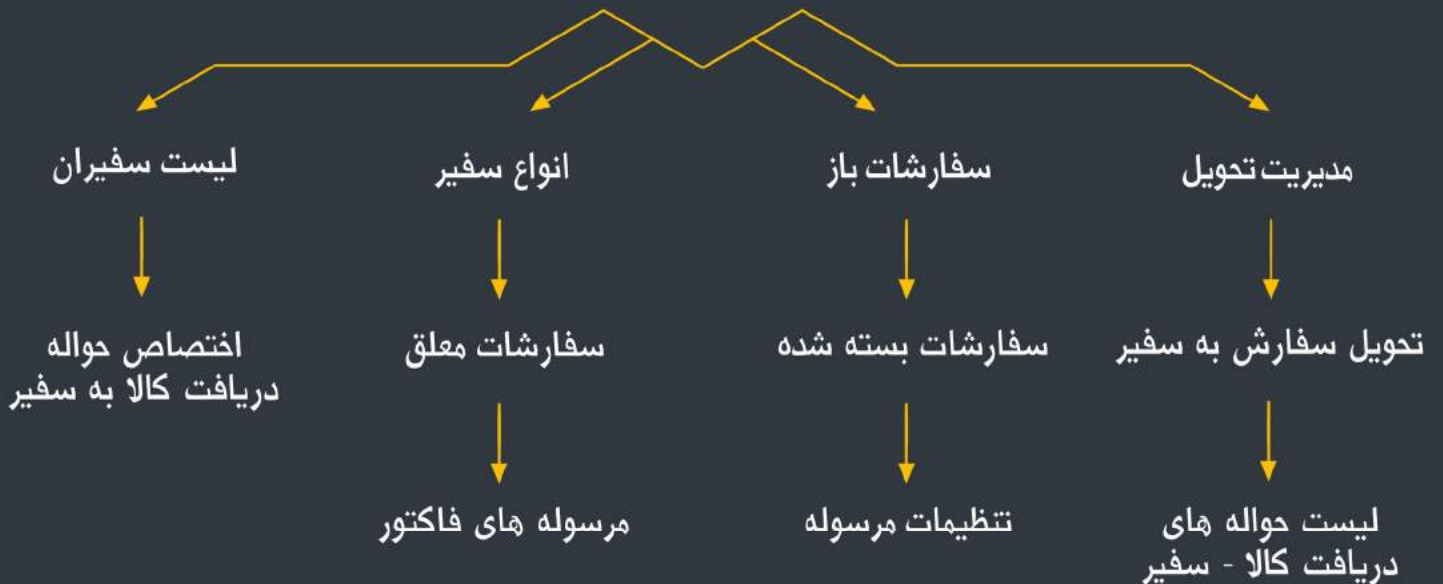 مدیریت تحویل
سفارشات باز
انواع سفیر
لیست سفیران
تحویل سفارش به سفیر
سفارشات بسته شده
سفارشات معلق
اختصاص حواله
دریافت کالا به سفیر
لیست حواله های
دریافت کالا - سفیر
تنظیمات مرسوله
مرسوله های فاکتور